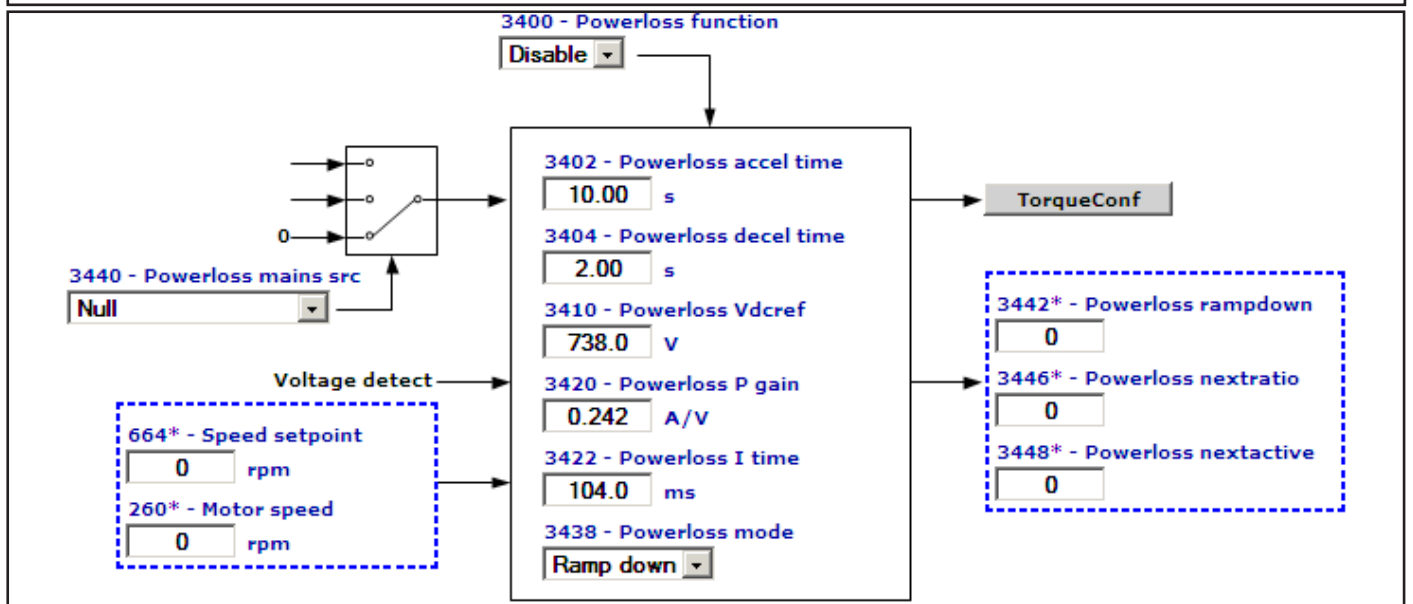 3400 - Powerloss function
Disable
3402 - Powerloss accel time
10.00 s
3404 - Powerloss decel time
2.00 s
3410 - Powerloss Vdcref
738.0 V
3420 - Powerloss P gain
0.242 A/V
3422 - Powerloss I time
104.0 ms
3438 - Powerloss mode
Ramp down
0
3440 - Powerloss mains src
Null
Voltage detect
664* - Speed setpoint
0 rpm
260* - Motor speed
0 rpm
TorqueConf
3442* - Powerloss rampdown
0
3446* - Powerloss nextratio
0
3448* - Powerloss nextactive
0